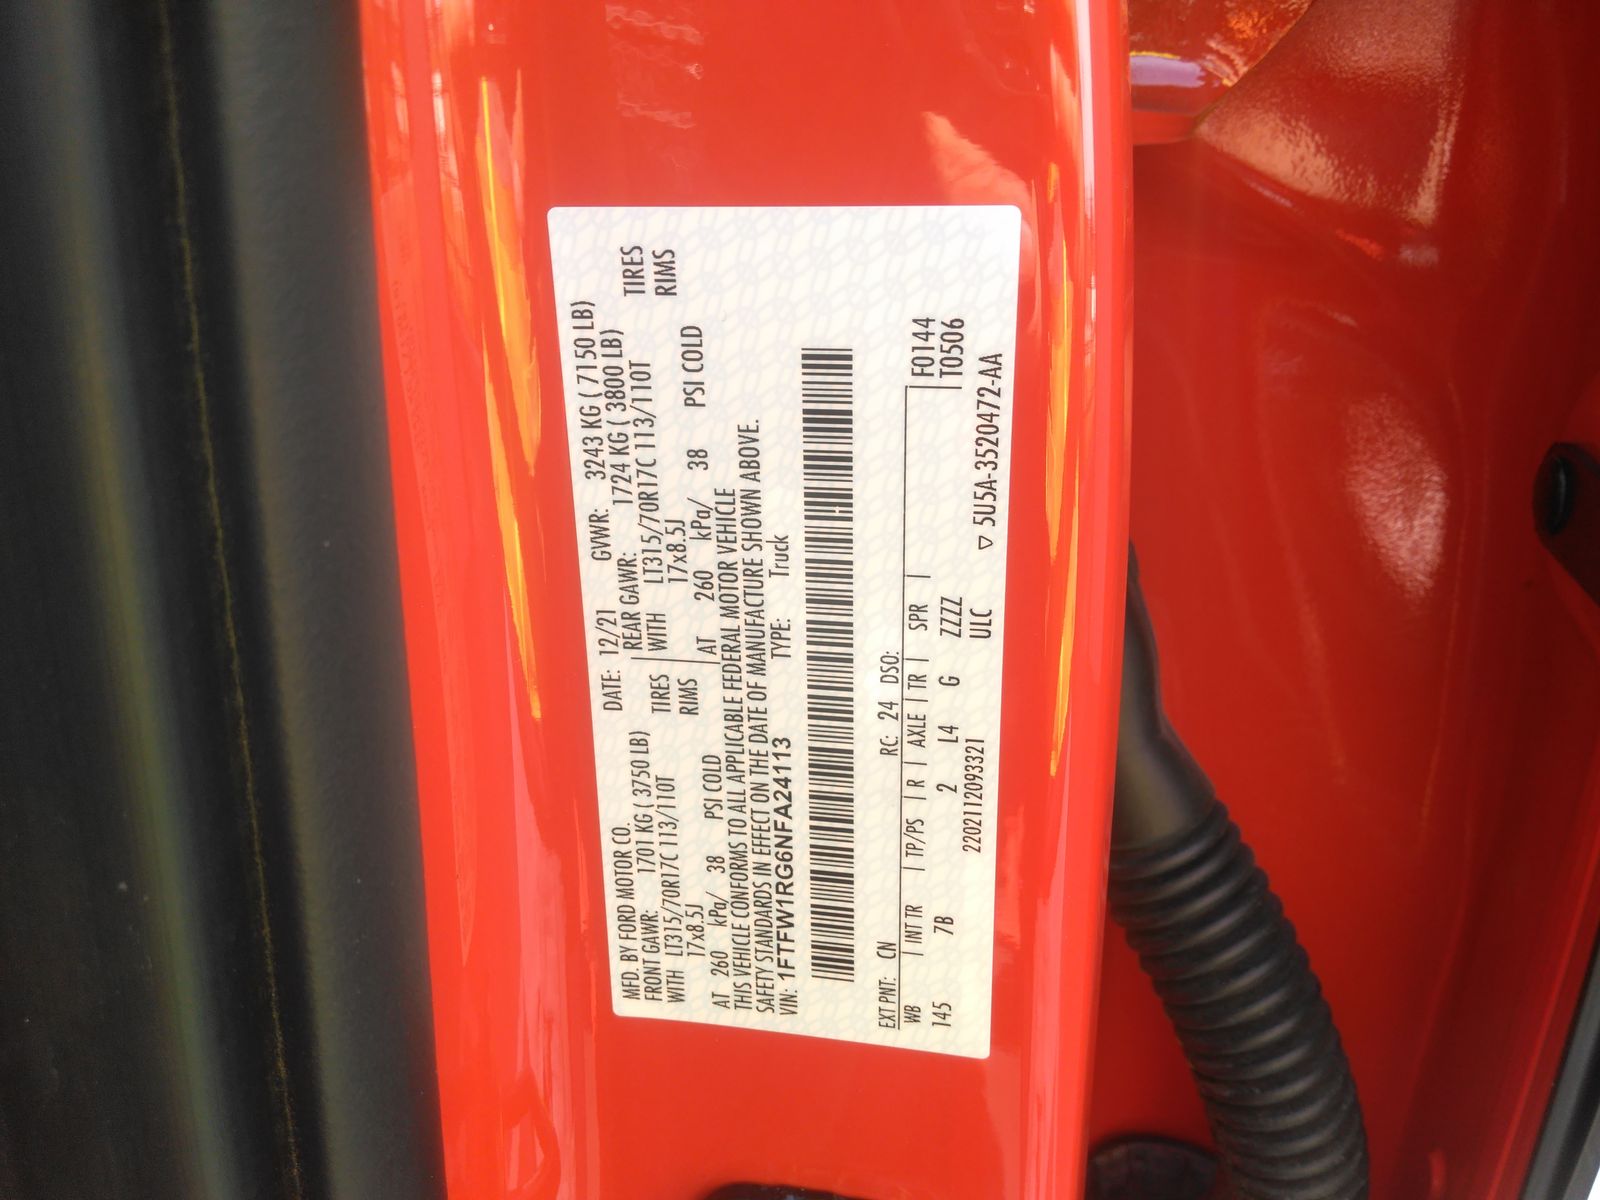 MFD. BY FORD MOTOR CO.
DATE: 12/21 GVWR: 3243 KG ( 7150 LB)
FRONT GAWR: 1701 KG ( 3750 LB) REAR GAWR: 1724 KG ( 3800 LB)
WITH LT315/70R17C 113/110T TIRES WITH LT315/70R17C 113/110T TIRES
17x8.5J RIMS 17x8.5J RIMS
AT 260 kPa/ 38 PSI COLD AT 260 kPa/ 38 PSI COLD
THIS VEHICLE CONFORMS TO ALL APPLICABLE FEDERAL MOTOR VEHICLE
SAFETY STANDARDS IN EFFECT ON THE DATE OF MANUFACTURE SHOWN ABOVE.
VIN: 1FTFW1RG6NFA24113 TYPE: Truck
EXT PNT: CN RC: 24 DSO:
WB | INT TR | TP/PS | R | AXLE | TR | SPR | F0144
145 7B 2 L4 G ZZZZ T0506
2202112093321 ULC
▽ 5U5A-3520472-AA